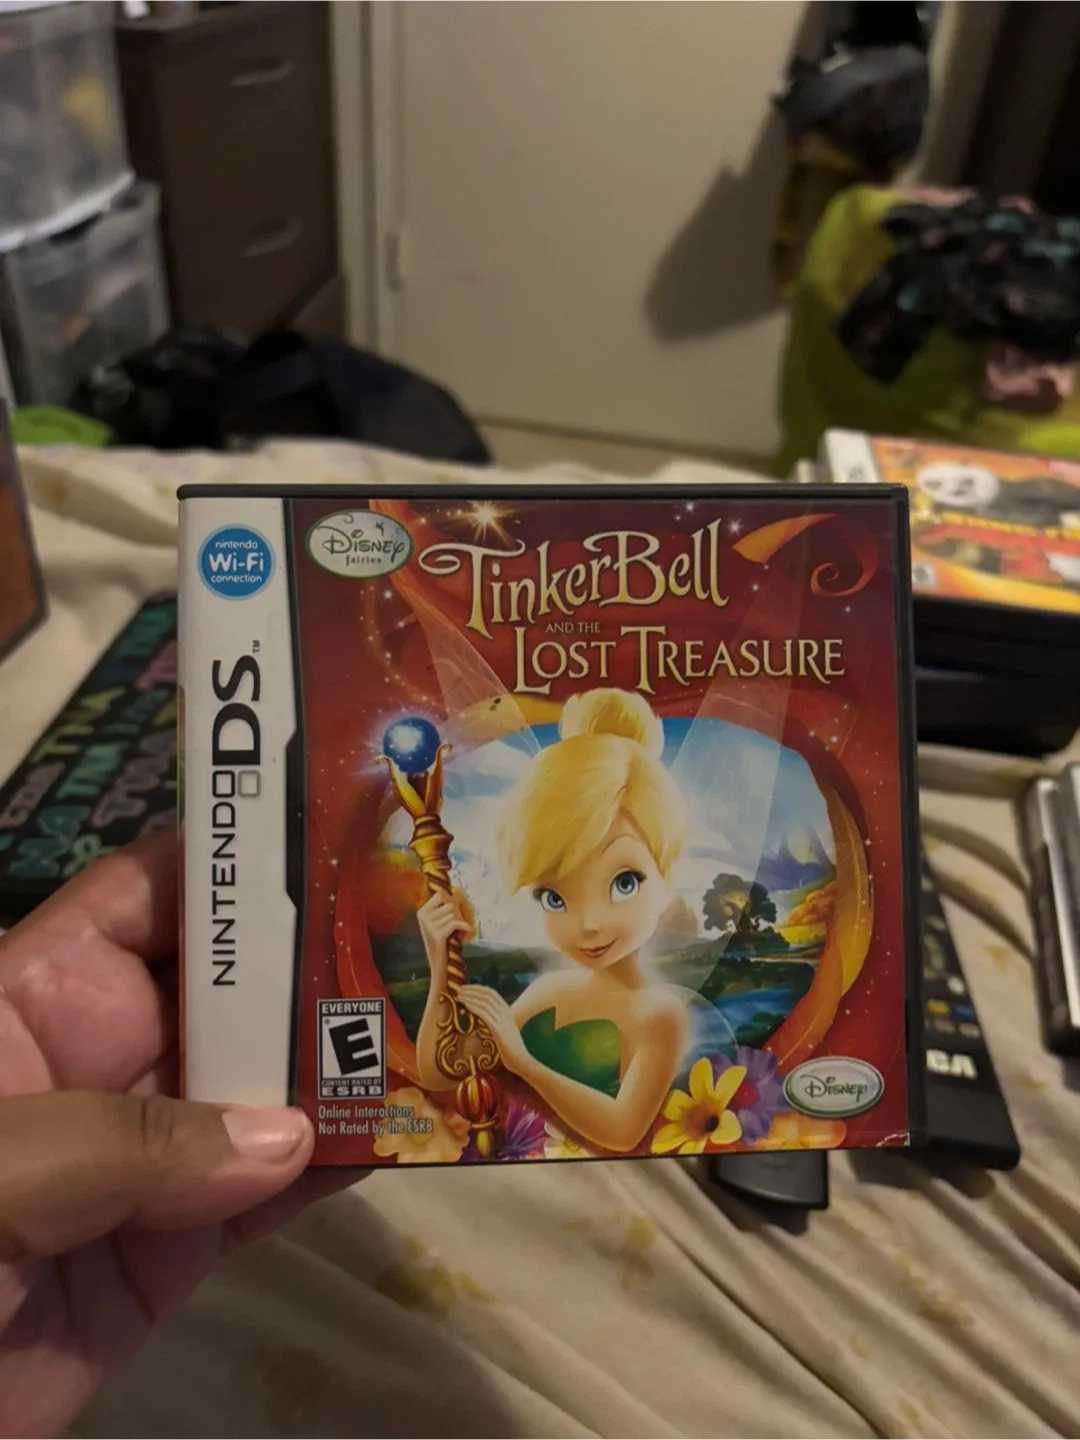 nintendo
Wi-Fi
connection
NINTENDO DS™
Disney
fairies
TinkerBell
AND THE
LOST TREASURE
EVERYONE
E
CONTENT RATED BY
ESRB
Online Interactions
Not Rated by the ESRB
Disney